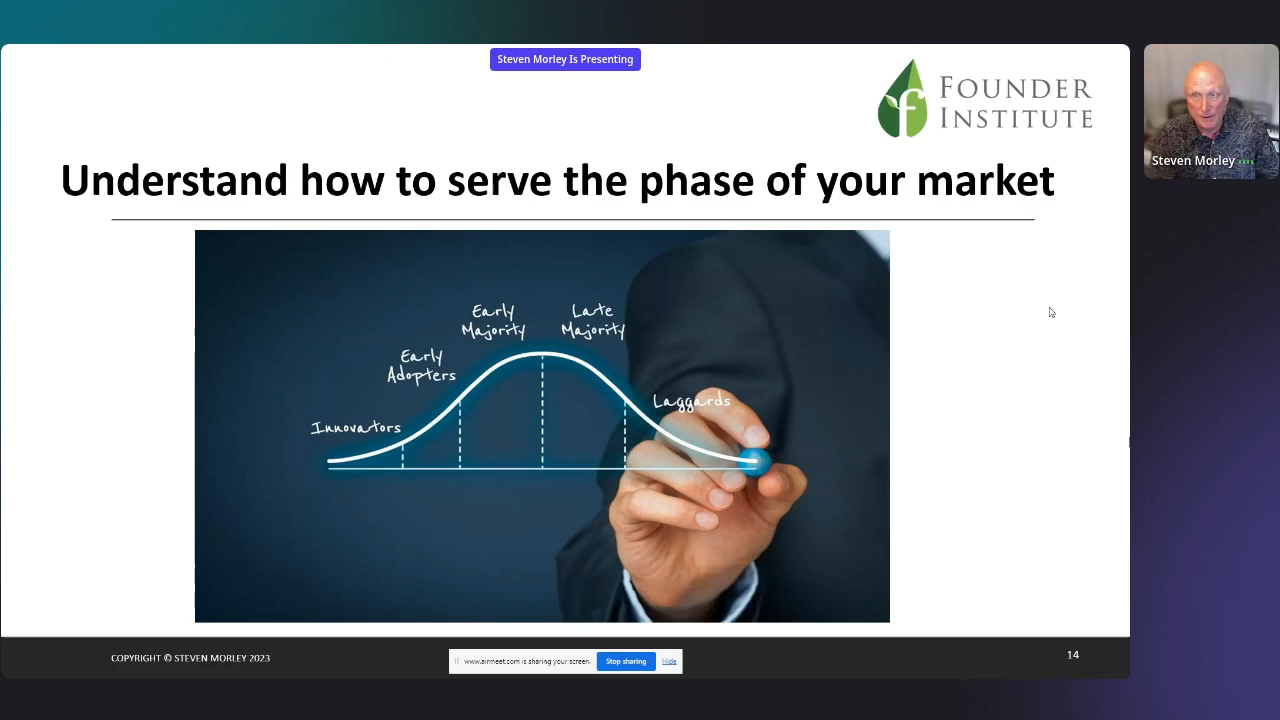 Steven Morley Is Presenting
FOUNDER
INSTITUTE
Steven Morley
Understand how to serve the phase of your market
Early
Majority
Late
Majority
Early
Adopters
Laggards
Innovators
COPYRIGHT © STEVEN MORLEY 2023
www.airmeet.com is sharing your screen.
Stop sharing
Hide
14